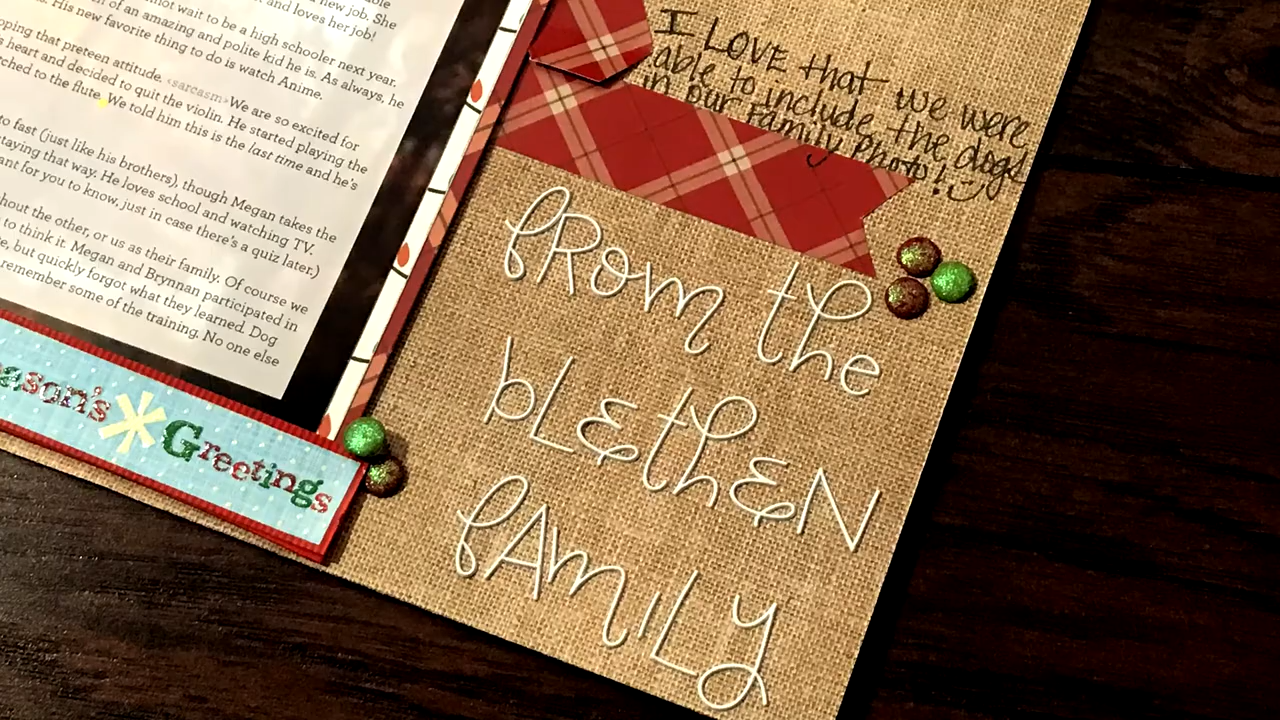 new job. She
and loves her job!
not wait to be a high schooler next year.
of an amazing and polite kid he is. As always, he
His new favorite thing to do is watch Anime.
that preteen attitude. <sarcasm> We are so excited for
heart and decided to quit the violin. He started playing the
to the flute. We told him this is the last time and he's
to fast (just like his brothers), though Megan takes the
staying that way. He loves school and watching TV.
for you to know, just in case there's a quiz later.)
the other, or us as their family. Of course we
to think it. Megan and Brynnan participated in
but quickly forgot what they learned. Dog
remember some of the training. No one else
Season's Greetings
I LOVE that we were
able to include the dogs
in our family photo!
from the
blethen
family